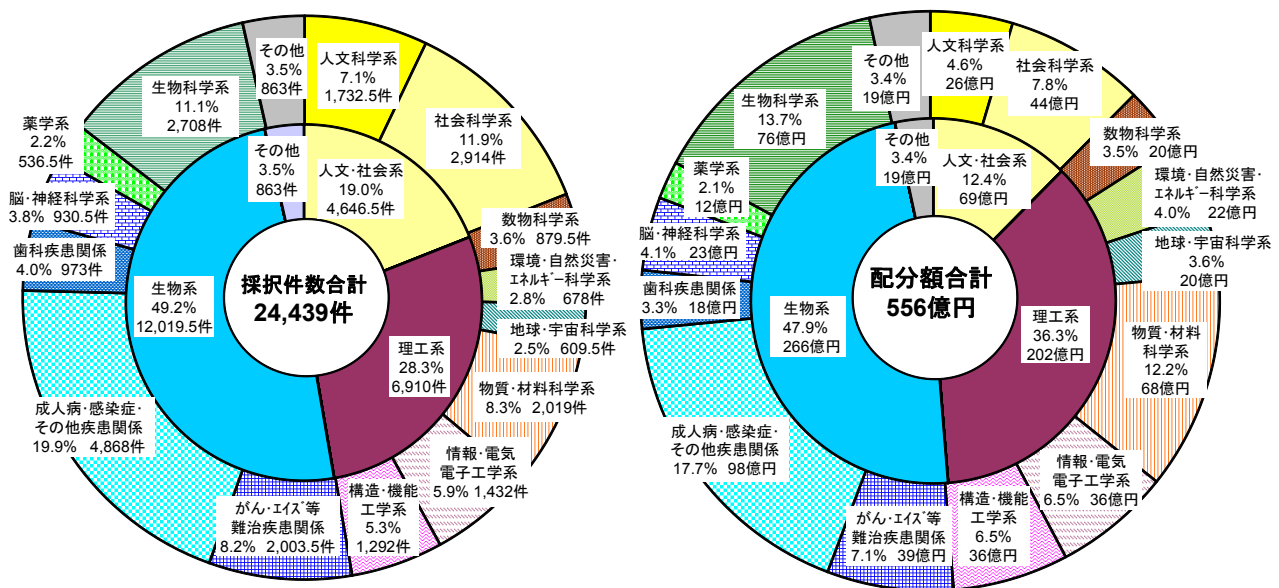 その他
3.5%
863件
人文科学系
7.1%
1,732.5件
社会科学系
11.9%
2,914件
数物科学系
3.6% 879.5件
環境・自然災害・
エネルギー科学系
2.8% 678件
地球・宇宙科学系
2.5% 609.5件
物質・材料科学系
8.3% 2,019件
情報・電気
電子工学系
5.9% 1,432件
構造・機能
工学系
5.3%
1,292件
がん・エイズ等
難治疾患関係
8.2% 2,003.5件
成人病・感染症・
その他疾患関係
19.9% 4,868件
歯科疾患関係
4.0% 973件
脳・神経科学系
3.8% 930.5件
薬学系
2.2%
536.5件
生物科学系
11.1%
2,708件
その他
3.5%
863件
人文・社会系
19.0%
4,646.5件
理工系
28.3%
6,910件
生物系
49.2%
12,019.5件
採択件数合計
24,439件
その他
3.4%
19億円
人文科学系
4.6%
26億円
社会科学系
7.8%
44億円
数物科学系
3.5% 20億円
環境・自然災害・
エネルギー科学系
4.0% 22億円
地球・宇宙科学系
3.6%
20億円
物質・材料
科学系
12.2%
68億円
情報・電気
電子工学系
6.5% 36億円
構造・機能
工学系
6.5%
36億円
がん・エイズ等
難治疾患関係
7.1% 39億円
成人病・感染症・
その他疾患関係
17.7% 98億円
歯科疾患関係
3.3% 18億円
脳・神経科学系
4.1% 23億円
薬学系
2.1%
12億円
生物科学系
13.7%
76億円
その他
3.4%
19億円
人文・社会系
12.4%
69億円
理工系
36.3%
202億円
生物系
47.9%
266億円
配分額合計
556億円